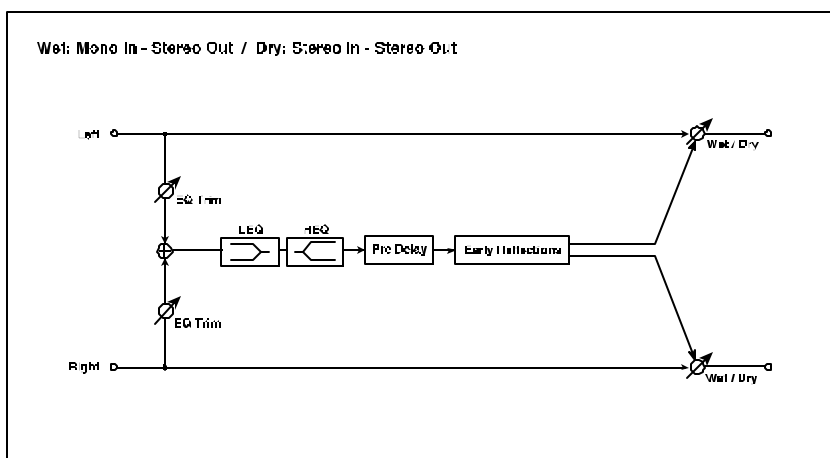 Wet: Mono In - Stereo Out / Dry: Stereo In - Stereo Out
Left
Wet / Dry
EQ Trim
LEQ
HEQ
Pre Delay
Early Reflections
EQ Trim
Right
Wet / Dry